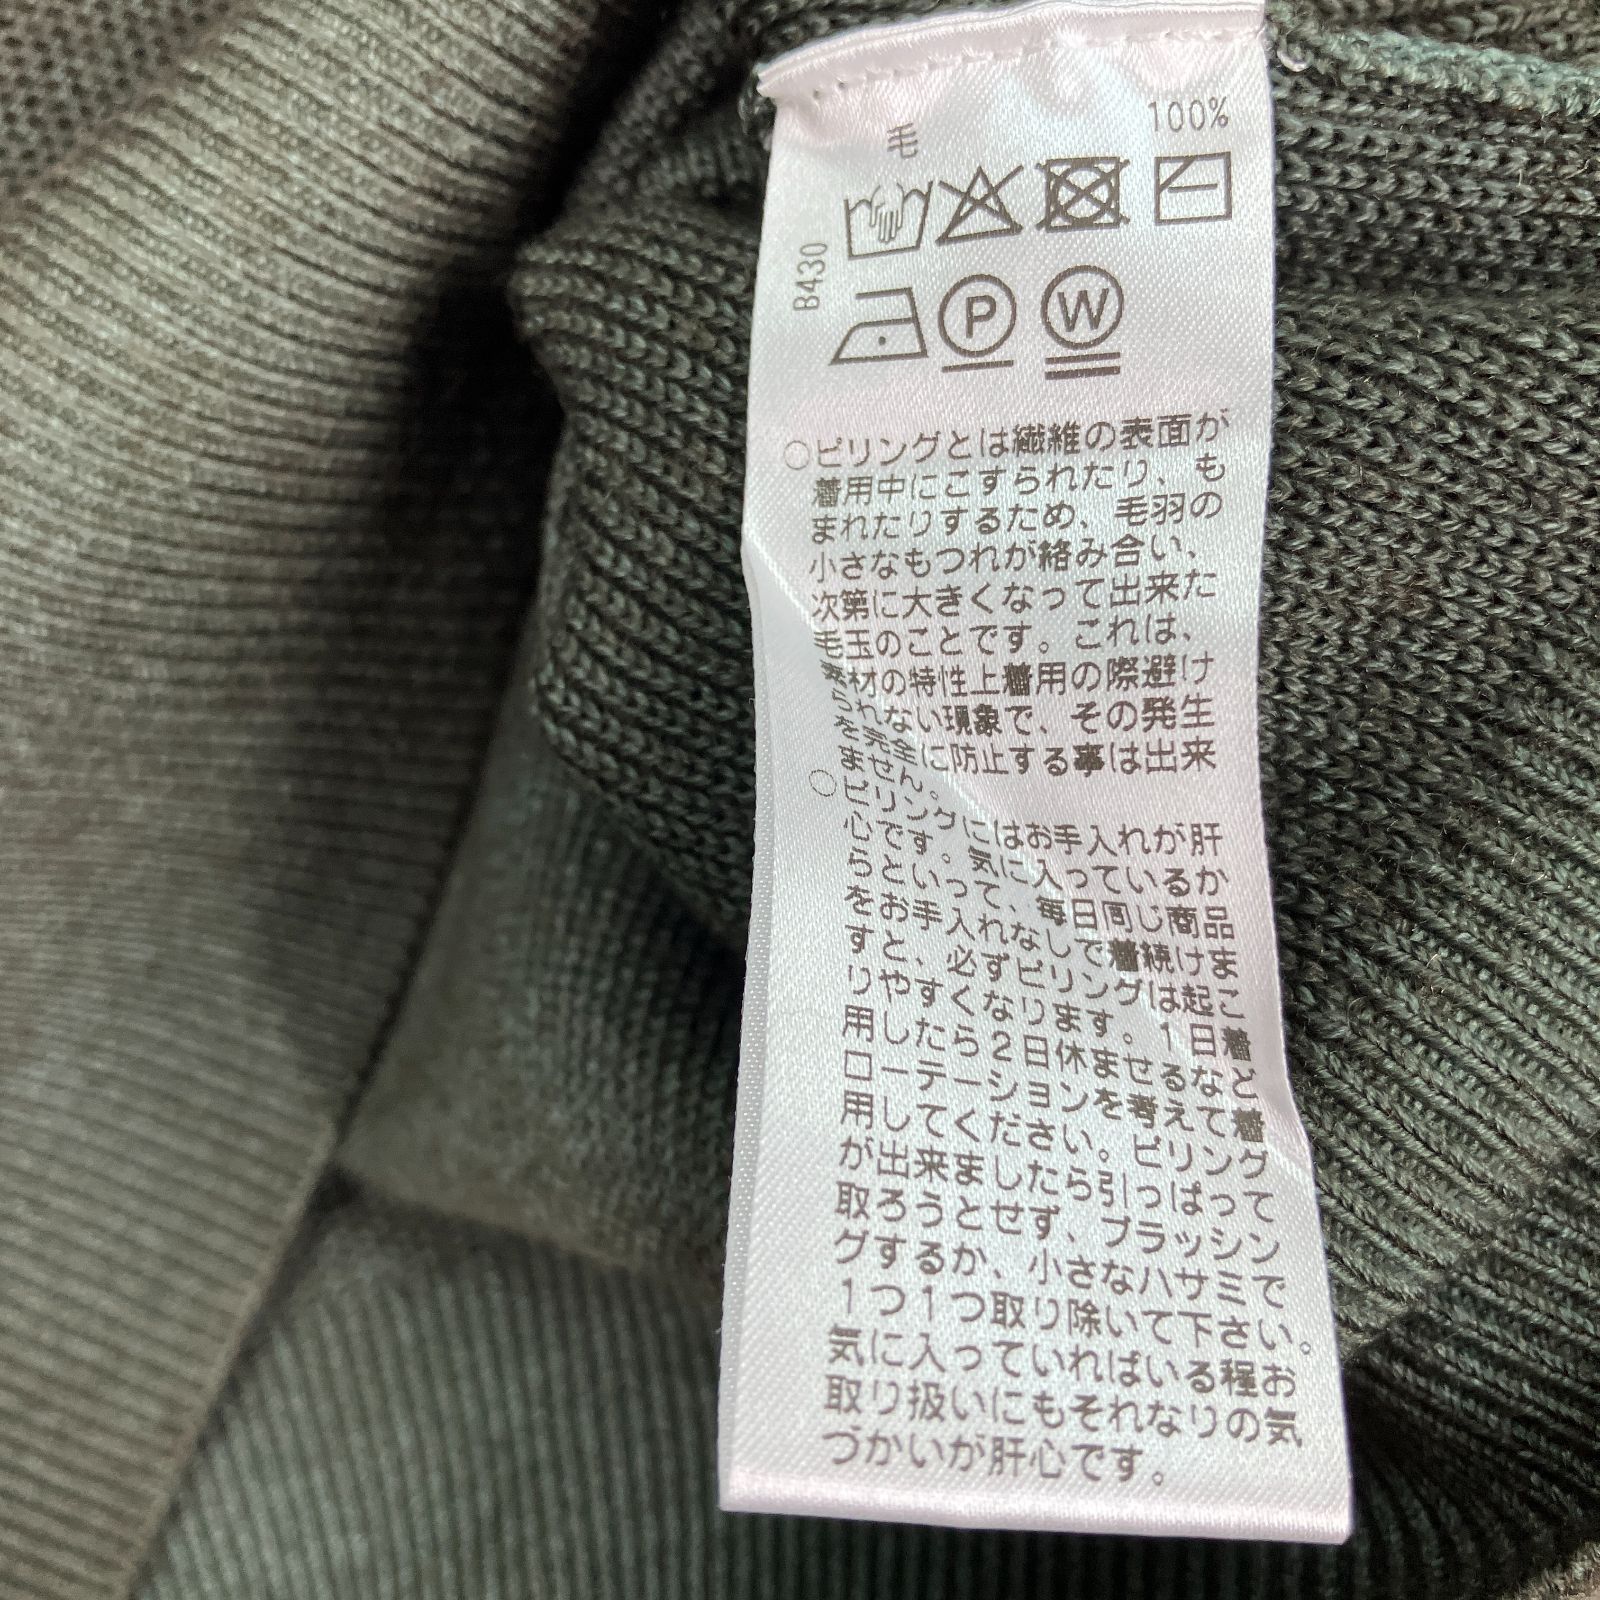 毛 100%
B430
P W
○ピリングとは繊維の表面が
着用中にこすられたり、も
まれたりするため、毛羽の
小さなもつれが絡み合い、
次第に大きくなって出来た
毛玉のことです。これは、
素材の特性上着用の際避け
られない現象で、その発生
を完全に防止する事は出来
ません。
○ピリングにはお手入れが肝
心です。気に入っているか
らといって、毎日同じ商品
をお手入れなしで着続けま
すと、必ずピリングは起こ
りやすくなります。1日着
用したら2日休ませるなど
ローテーションを考えて着
用してください。ピリング
が出来ましたら引っぱって
取ろうとせず、ブラッシン
グするか、小さなハサミで
1つ1つ取り除いて下さい。
気に入っていればいる程お
取り扱いにもそれなりの気
づかいが肝心です。